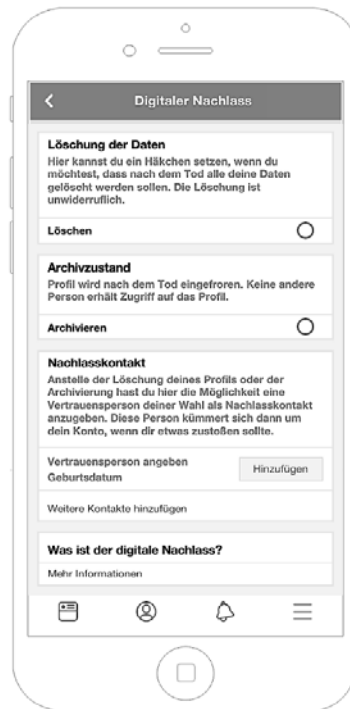 Digitaler Nachlass
Löschung der Daten
Hier kannst du ein Häkchen setzen, wenn du
möchtest, dass nach dem Tod alle deine Daten
gelöscht werden sollen. Die Löschung ist
unwiderruflich.
Löschen
Archivzustand
Profil wird nach dem Tod eingefroren. Keine andere
Person erhält Zugriff auf das Profil.
Archivieren
Nachlasskontakt
Anstelle der Löschung deines Profils oder der
Archivierung hast du hier die Möglichkeit eine
Vertrauensperson deiner Wahl als Nachlasskontakt
anzugeben. Diese Person kümmert sich dann um
dein Konto, wenn dir etwas zustoßen sollte.
Vertrauensperson angeben
Geburtsdatum
Hinzufügen
Weitere Kontakte hinzufügen
Was ist der digitale Nachlass?
Mehr Informationen